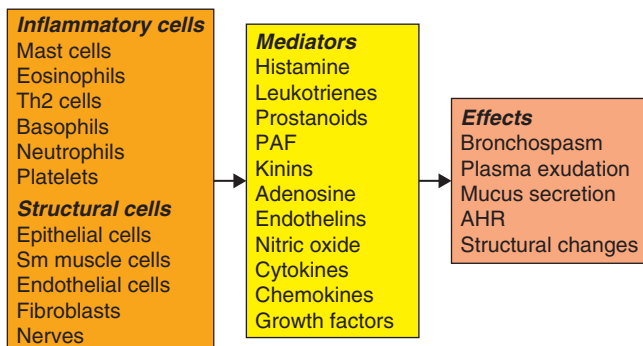 Inflammatory cells
Mast cells
Eosinophils
Th2 cells
Basophils
Neutrophils
Platelets
Structural cells
Epithelial cells
Sm muscle cells
Endothelial cells
Fibroblasts
Nerves
Mediators
Histamine
Leukotrienes
Prostanoids
PAF
Kinins
Adenosine
Endothelins
Nitric oxide
Cytokines
Chemokines
Growth factors
Effects
Bronchospasm
Plasma exudation
Mucus secretion
AHR
Structural changes